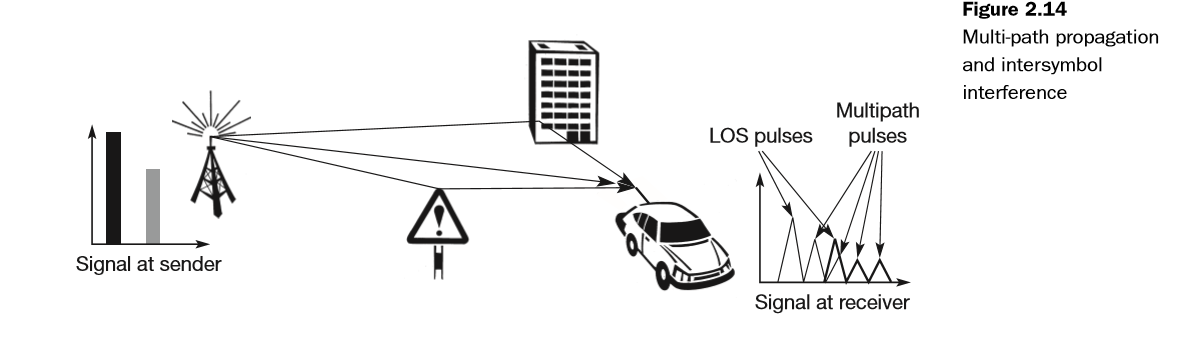 Figure 2.14
Multi-path propagation
and intersymbol
interference
Multipath
LOS pulses
pulses
Signal at sender
!
Signal at receiver